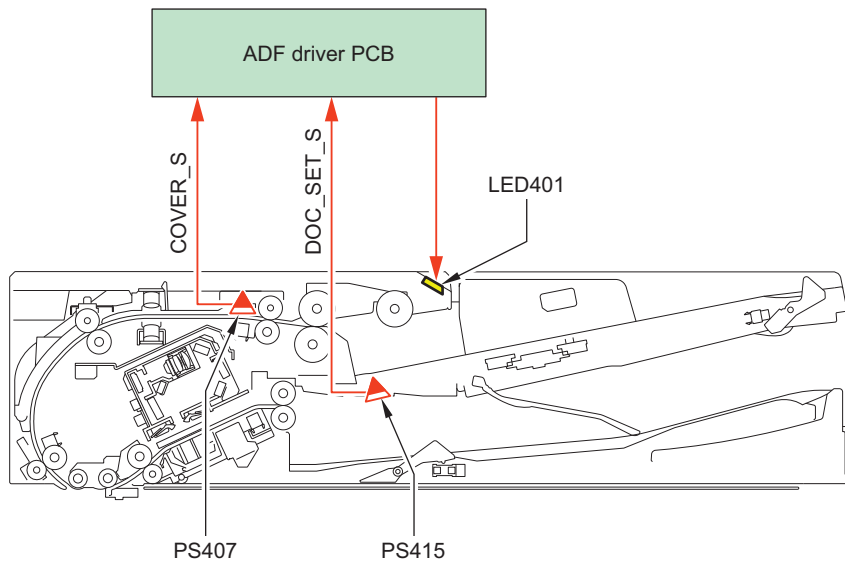 ADF driver PCB
COVER_S
DOC_SET_S
LED401
PS407
PS415